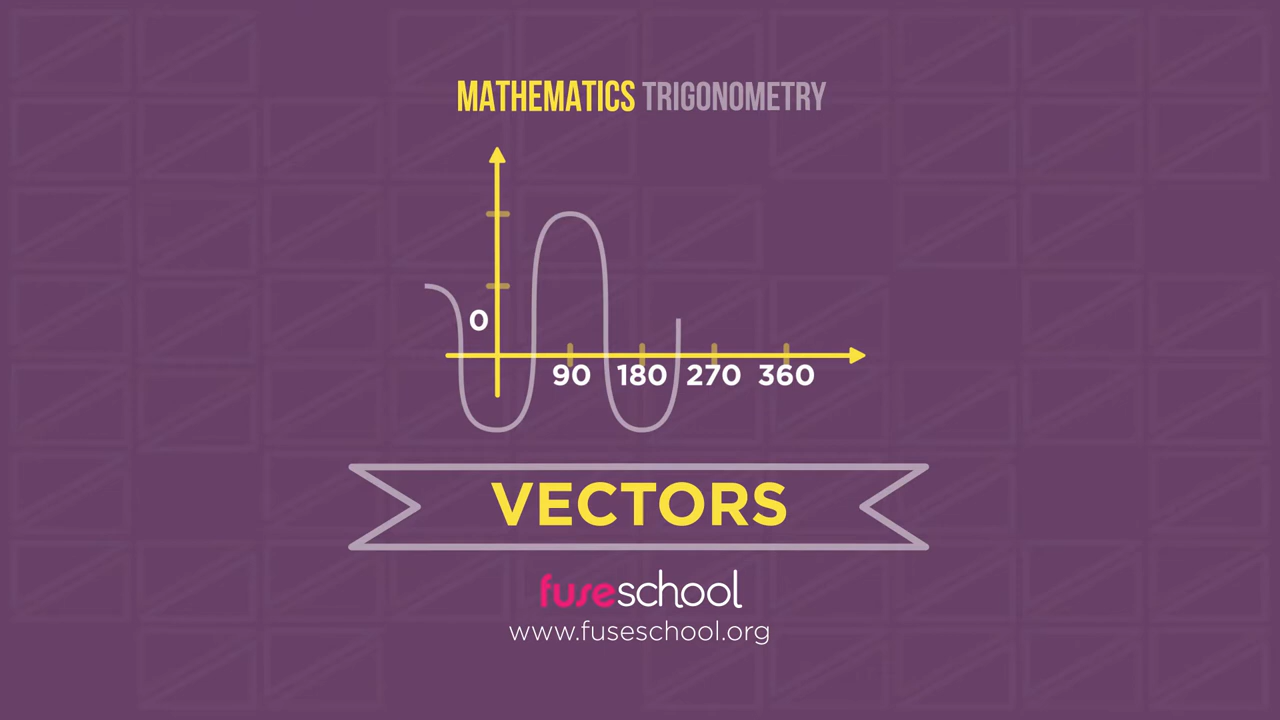 MATHEMATICS TRIGONOMETRY
0
90 180 270 360
VECTORS
fuseschool
www.fuseschool.org